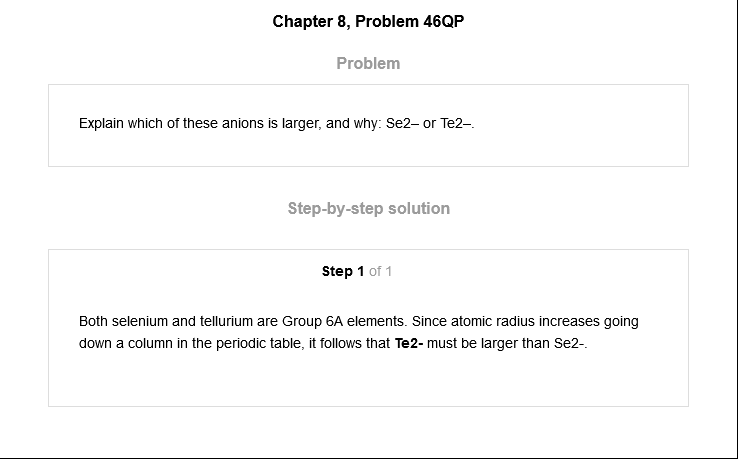 Chapter 8, Problem 46QP
Problem
Explain which of these anions is larger, and why: Se2– or Te2–.
Step-by-step solution
Step 1 of 1
Both selenium and tellurium are Group 6A elements. Since atomic radius increases going
down a column in the periodic table, it follows that Te2- must be larger than Se2-.